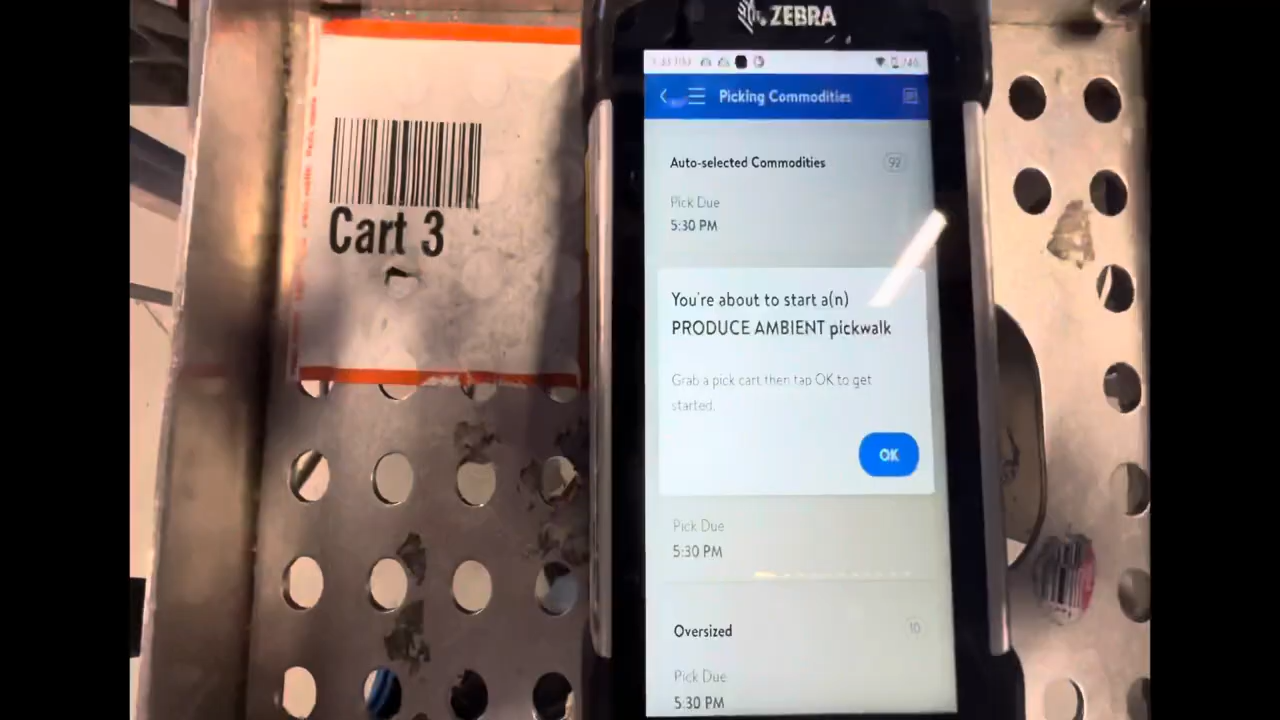 ZEBRA
Picking Commodities
Auto-selected Commodities
92
Pick Due
5:30 PM
You're about to start a(n)
PRODUCE AMBIENT pickwalk
Grab a pick cart then tap OK to get
started.
OK
Pick Due
5:30 PM
Oversized
10
Pick Due
5:30 PM
Cart 3